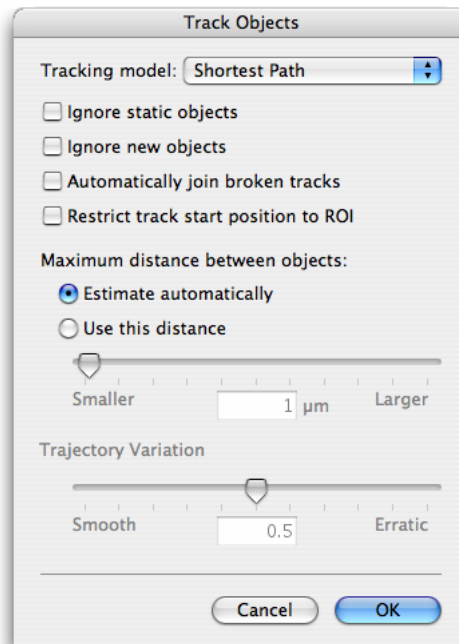 Track Objects
Tracking model: Shortest Path
Ignore static objects
Ignore new objects
Automatically join broken tracks
Restrict track start position to ROI
Maximum distance between objects:
Estimate automatically
Use this distance
Smaller 1 µm Larger
Trajectory Variation
Smooth 0.5 Erratic
Cancel OK